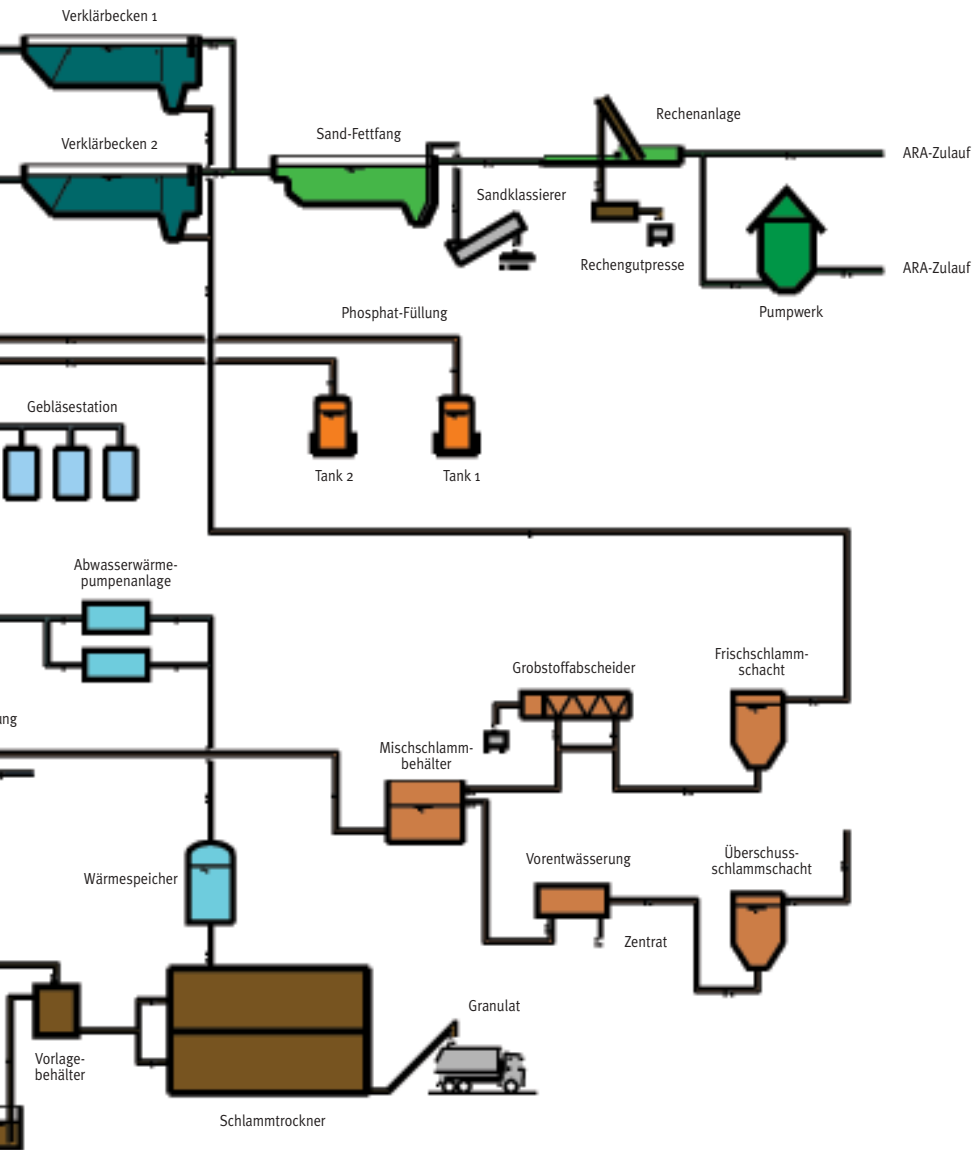 Verklärbecken 1
Rechenanlage
Sand-Fettfang
Verklärbecken 2
ARA-Zulauf
Sandklassierer
Rechengutpresse
ARA-Zulauf
Phosphat-Füllung
Pumpwerk
Gebläsestation
Tank 2
Tank 1
Abwasserwärme-
pumpenanlage
Grobstoffabscheider
Frischschlamm-
schacht
ung
Mischschlamm-
behälter
Wärmespeicher
Vorentwässerung
Überschuss-
schlammschacht
Zentrat
Granulat
Vorlage-
behälter
Schlammtrockner